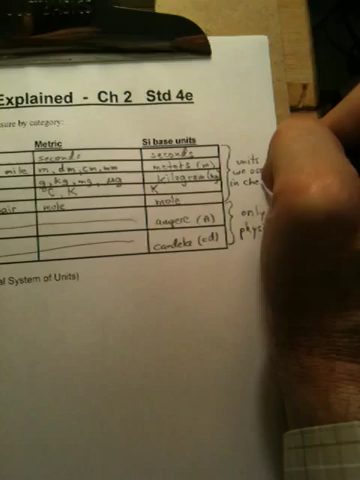 Explained - Ch 2 Std 4e
sure by category:
Metric SI base units
seconds seconds
mile m, dm, cm, mm meters (m)
g, kg, mg, µg kilogram (kg)
°C K K
air mole mole
ampere (A)
candela (cd)
units
we
in che
only
phys
al System of Units)